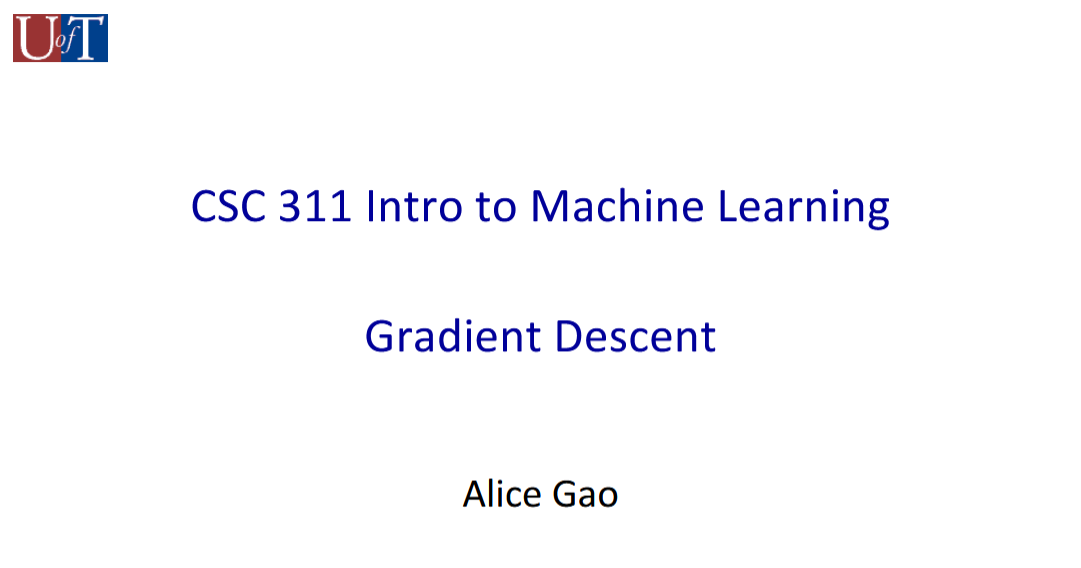 UofT
CSC 311 Intro to Machine Learning
Gradient Descent
Alice Gao